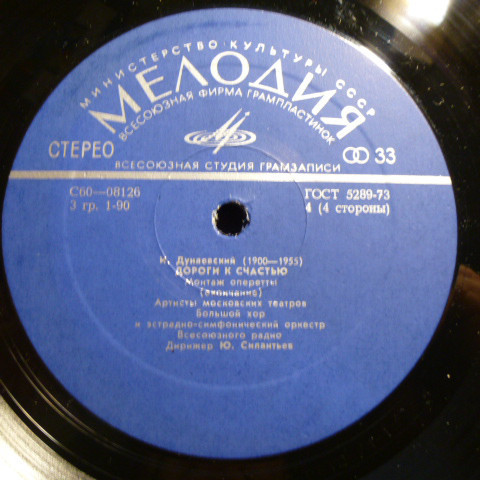 МИНИСТЕРСТВО КУЛЬТУРЫ СССР
МЕЛОДИЯ
ВСЕСОЮЗНАЯ ФИРМА ГРАМПЛАСТИНОК
СТЕРЕО
33
ВСЕСОЮЗНАЯ СТУДИЯ ГРАМЗАПИСИ
С60—08126
ГОСТ 5289-73
3 гр. 1-90
4 (4 стороны)
И. Дунаевский (1900—1955)
ДОРОГИ К СЧАСТЬЮ
Монтаж оперетты
(окончание)
Артисты московских театров
Большой хор
и эстрадно-симфонический оркестр
Всесоюзного радио
Дирижер Ю. Силантьев